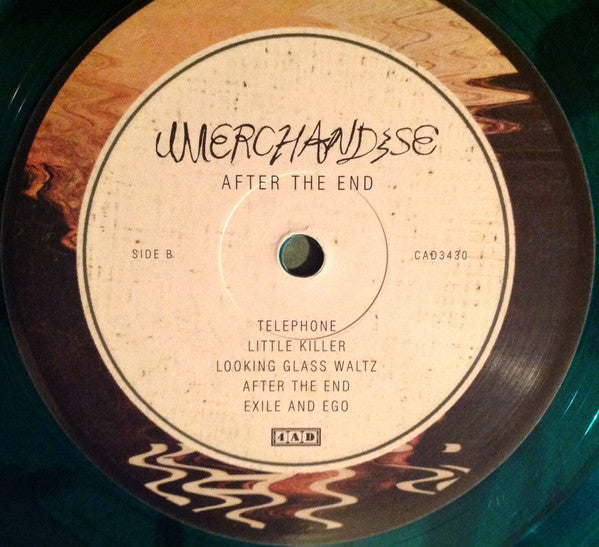 MERCHANDISE
AFTER THE END
SIDE B
CAD3430
TELEPHONE
LITTLE KILLER
LOOKING GLASS WALTZ
AFTER THE END
EXILE AND EGO
4AD